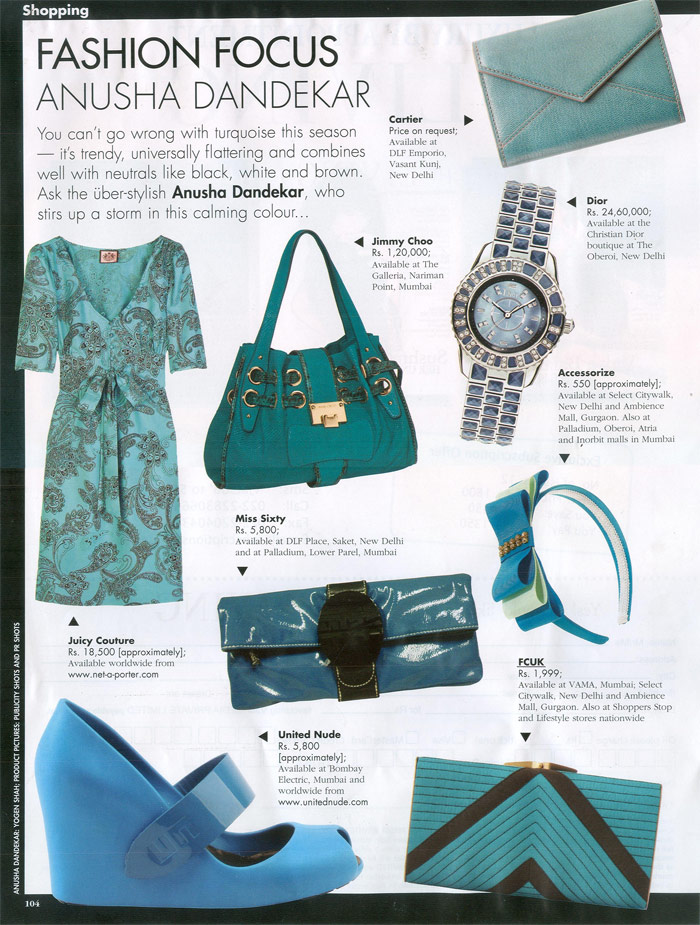 Shopping
FASHION FOCUS
ANUSHA DANDEKAR
You can't go wrong with turquoise this season
— it's trendy, universally flattering and combines
well with neutrals like black, white and brown.
Ask the über-stylish Anusha Dandekar, who
stirs up a storm in this calming colour...
Cartier
Price on request;
Available at
DLF Emporio,
Vasant Kunj,
New Delhi
Dior
Rs. 24,60,000;
Available at the
Christian Dior
boutique at The
Oberoi, New Delhi
Jimmy Choo
Rs. 1,20,000;
Available at The
Galleria, Nariman
Point, Mumbai
Accessorize
Rs. 550 [approximately];
Available at Select Citywalk,
New Delhi and Ambience
Mall, Gurgaon. Also at
Palladium, Oberoi, Atria
and Inorbit malls in Mumbai
Miss Sixty
Rs. 5,800;
Available at DLF Place, Saket, New Delhi
and at Palladium, Lower Parel, Mumbai
Juicy Couture
Rs. 18,500 [approximately];
Available worldwide from
www.net-a-porter.com
FCUK
Rs. 1,999;
Available at VAMA, Mumbai; Select
Citywalk, New Delhi and Ambience
Mall, Gurgaon. Also at Shoppers Stop
and Lifestyle stores nationwide
United Nude
Rs. 5,800
[approximately];
Available at Bombay
Electric, Mumbai and
worldwide from
www.unitednude.com
ANUSHA DANDEKAR: YOGEN SHAH; PRODUCT PICTURES: PUBLICITY SHOTS AND PR SHOTS
104